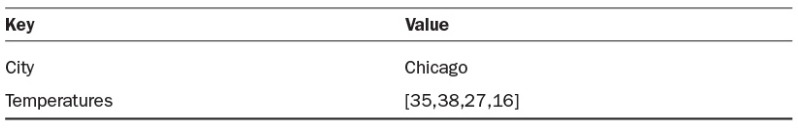 Key Value
City Chicago
Temperatures [35,38,27,16]